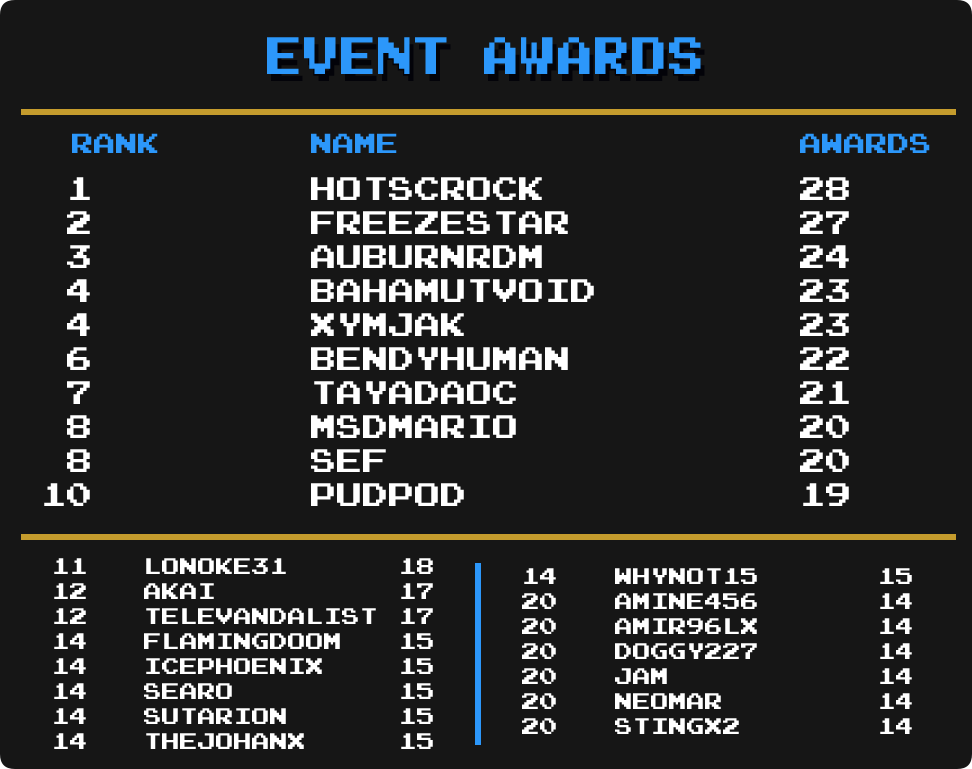 EVENT AWARDS
RANK NAME AWARDS
1 HOTSCROCK 28
2 FREEZESTAR 27
3 AUBURNRDM 24
4 BAHAMUTVOID 23
4 XYMJAK 23
6 BENDYHUMAN 22
7 TAYADAOC 21
8 MSDMARIO 20
8 SEF 20
10 PUDPOD 19
11 LONOKE31 18
12 AKAI 17
12 TELEVANDALIST 17
14 FLAMINGDOOM 15
14 ICEPHOENIX 15
14 SEARO 15
14 SUTARION 15
14 THEJOHANX 15
14 WHYNOT15 15
20 AMINE456 14
20 AMIR96LX 14
20 DOGGY227 14
20 JAM 14
20 NEOMAR 14
20 STINGX2 14